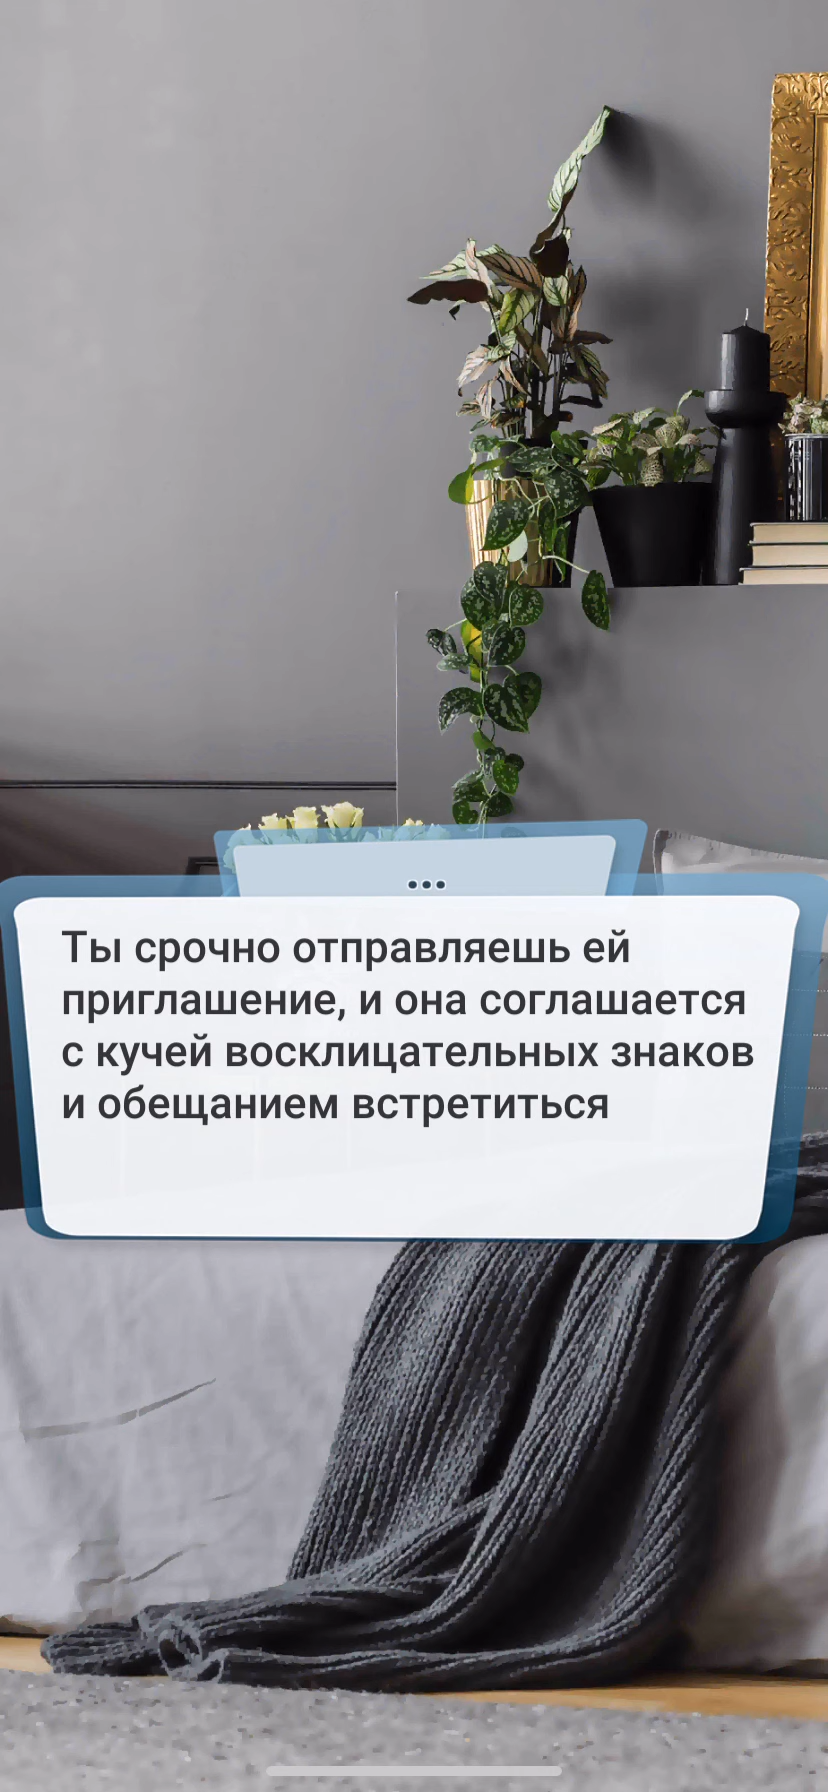 ...
Ты срочно отправляешь ей
приглашение, и она соглашается
с кучей восклицательных знаков
и обещанием встретиться